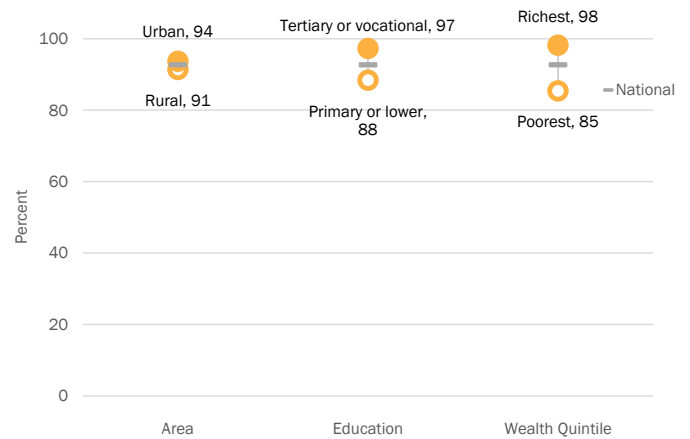 Richest, 98
Urban, 94
Tertiary or vocational, 97
100
National
Rural, 91
Primary or lower,
88
Poorest, 85
80
60
Percent
40
20
0
Area
Education
Wealth Quintile